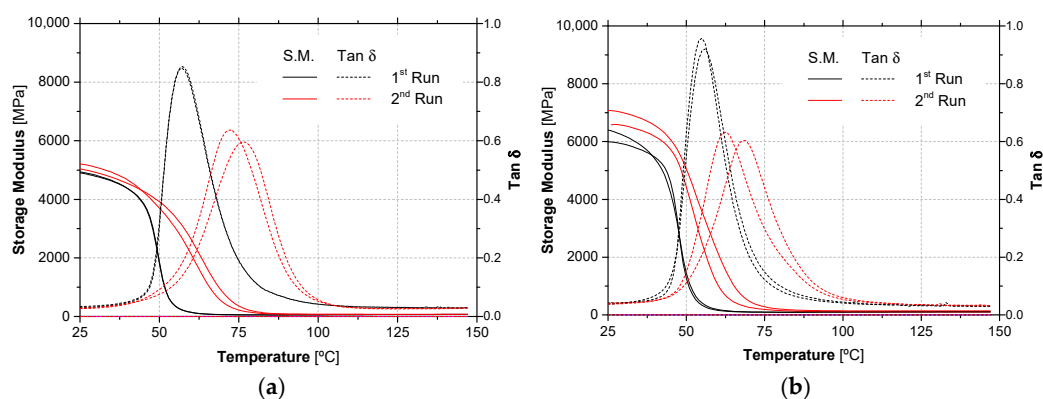 10,000
8000
6000
4000
2000
0
Storage Modulus [MPa]
25 50 75 100 125 150
Temperature [ºC]
1.0
0.8
0.6
0.4
0.2
0.0
Tan δ
S.M. Tan δ
1st Run
2nd Run
(a)
10,000
8000
6000
4000
2000
0
Storage Modulus [MPa]
25 50 75 100 125 150
Temperature [ºC]
1.0
0.8
0.6
0.4
0.2
0.0
Tan δ
S.M. Tan δ
1st Run
2nd Run
(b)